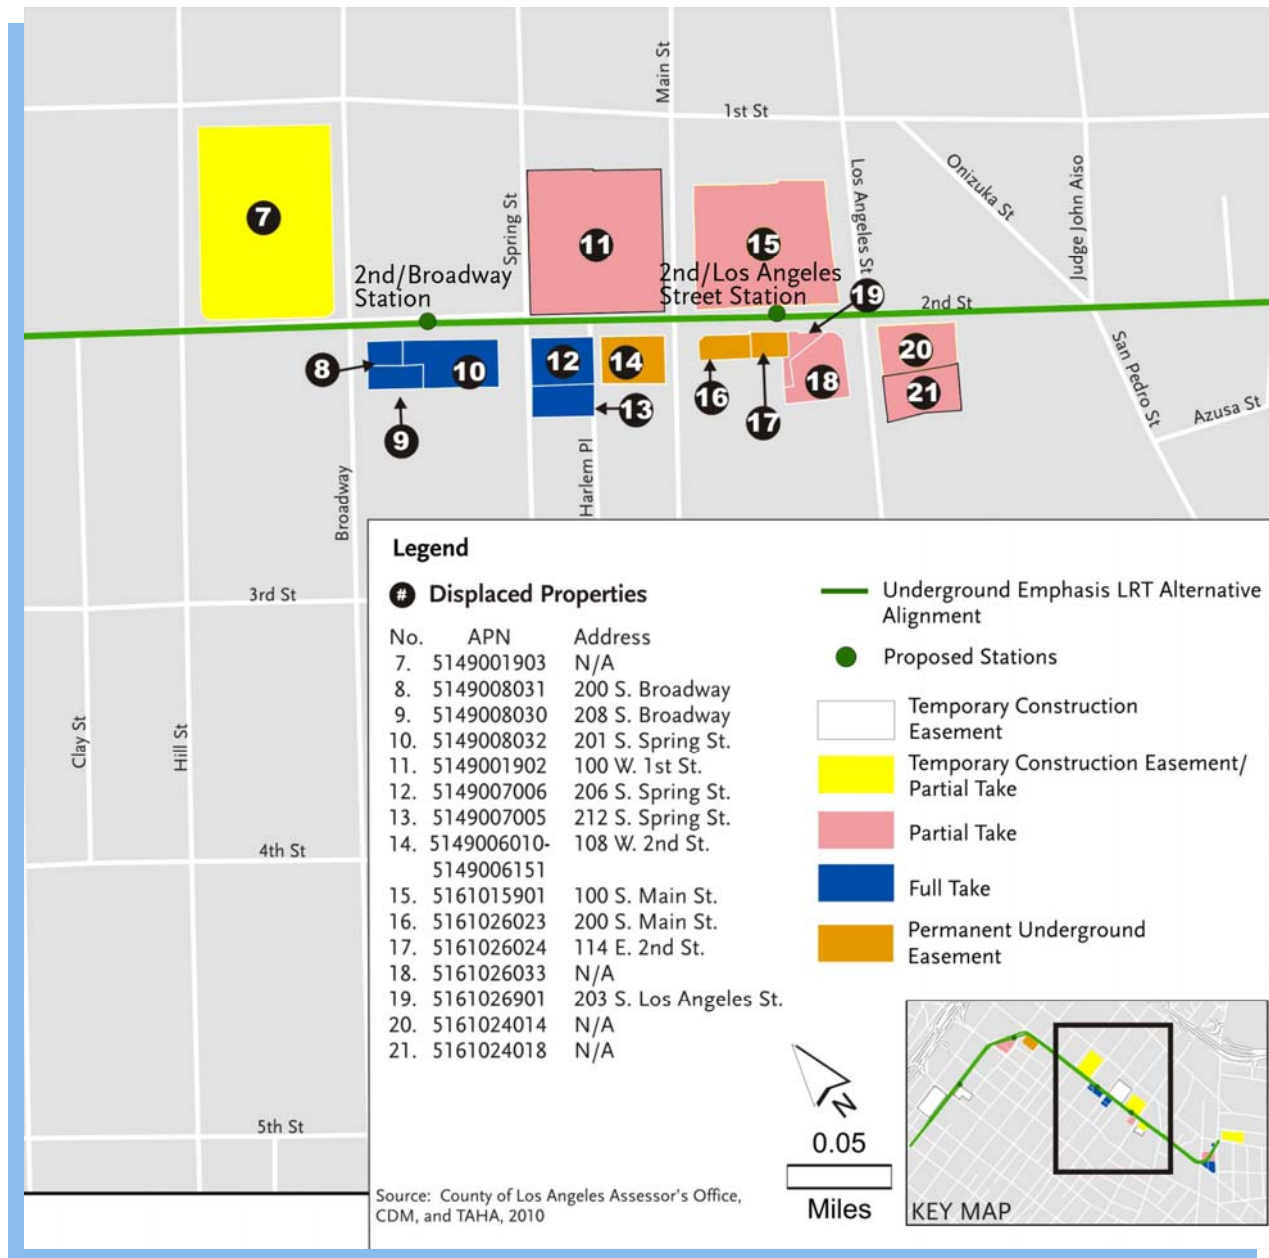 Main St
1st St
Spring St
Los Angeles St
Onizuka St
Judge John Aiso
7
11
15
2nd/Broadway
Station
2nd/Los Angeles
Street Station
19
2nd St
8
10
12
14
16
17
18
20
21
13
9
San Pedro St
Azusa St
Broadway
Harlem Pl
3rd St
Clay St
Hill St
4th St
5th St
Legend
# Displaced Properties
No. APN Address
7. 5149001903 N/A
8. 5149008031 200 S. Broadway
9. 5149008030 208 S. Broadway
10. 5149008032 201 S. Spring St.
11. 5149001902 100 W. 1st St.
12. 5149007006 206 S. Spring St.
13. 5149007005 212 S. Spring St.
14. 5149006010- 108 W. 2nd St.
5149006151
15. 5161015901 100 S. Main St.
16. 5161026023 200 S. Main St.
17. 5161026024 114 E. 2nd St.
18. 5161026033 N/A
19. 5161026901 203 S. Los Angeles St.
20. 5161024014 N/A
21. 5161024018 N/A
Underground Emphasis LRT Alternative
Alignment
Proposed Stations
Temporary Construction
Easement
Temporary Construction Easement/
Partial Take
Partial Take
Full Take
Permanent Underground
Easement
N
0.05
Miles
KEY MAP
Source: County of Los Angeles Assessor's Office,
CDM, and TAHA, 2010